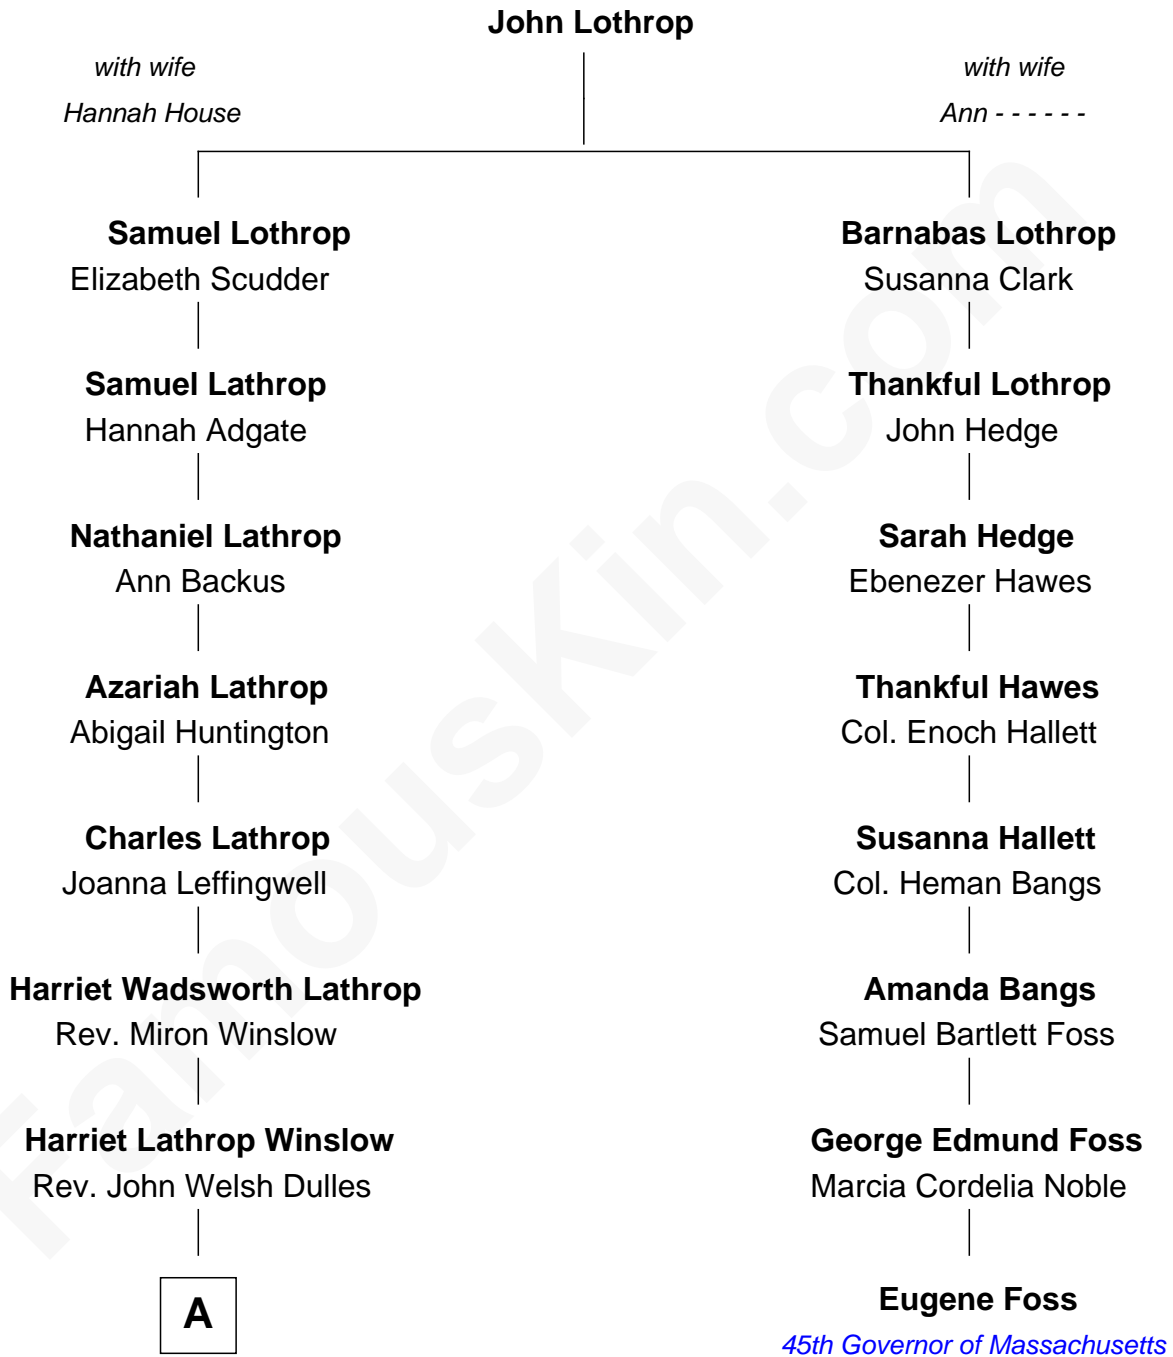 John Lothrop
with wife
Hannah House
with wife
Ann - - - - - -
Samuel Lothrop
Elizabeth Scudder
Barnabas Lothrop
Susanna Clark
Samuel Lathrop
Hannah Adgate
Thankful Lothrop
John Hedge
Nathaniel Lathrop
Ann Backus
Sarah Hedge
Ebenezer Hawes
Azariah Lathrop
Abigail Huntington
Thankful Hawes
Col. Enoch Hallett
Charles Lathrop
Joanna Leffingwell
Susanna Hallett
Col. Heman Bangs
Harriet Wadsworth Lathrop
Rev. Miron Winslow
Amanda Bangs
Samuel Bartlett Foss
Harriet Lathrop Winslow
Rev. John Welsh Dulles
George Edmund Foss
Marcia Cordelia Noble
A
Eugene Foss
45th Governor of Massachusetts
FamousKin.com